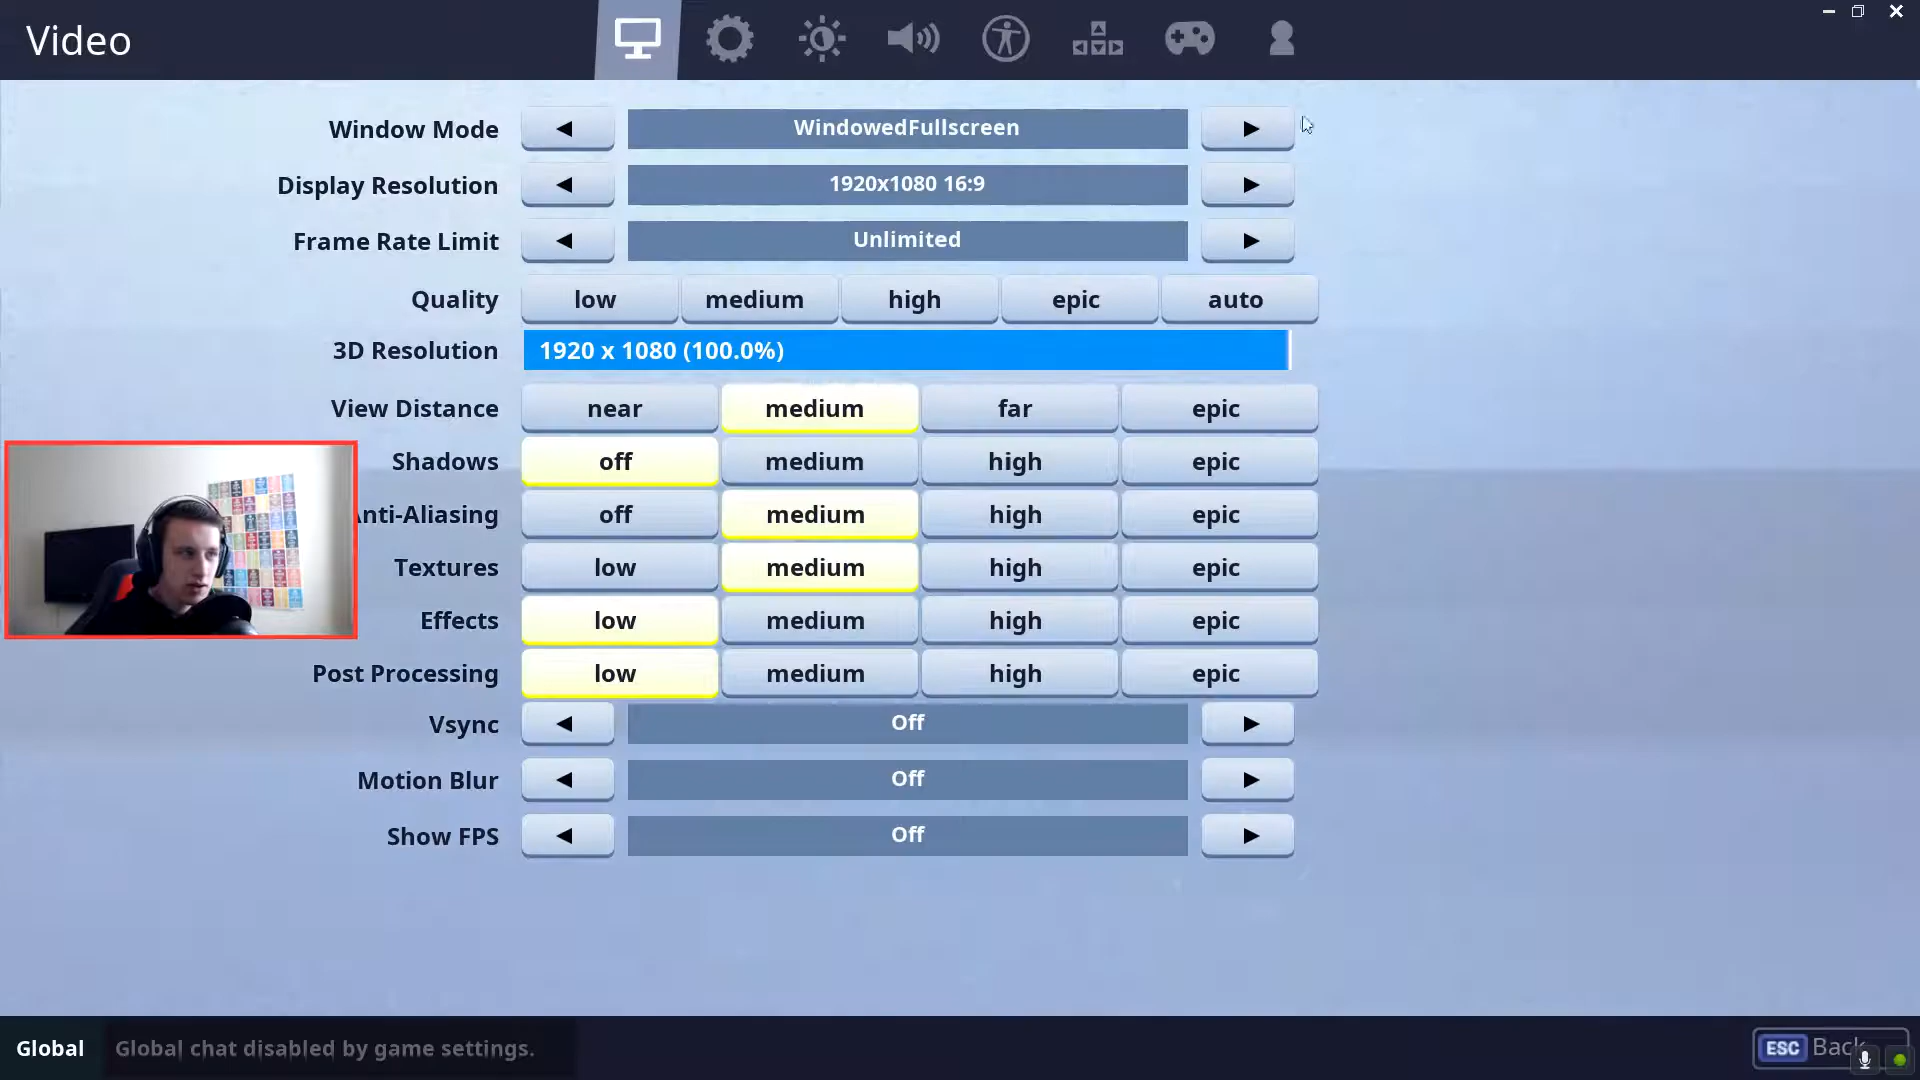 Video
Window Mode
WindowedFullscreen
Display Resolution
1920x1080 16:9
Frame Rate Limit
Unlimited
Quality
low medium high epic auto
3D Resolution
1920 x 1080 (100.0%)
View Distance
near medium far epic
Shadows
off medium high epic
nti-Aliasing
off medium high epic
Textures
low medium high epic
Effects
low medium high epic
Post Processing
low medium high epic
Vsync
Off
Motion Blur
Off
Show FPS
Off
Global
Global chat disabled by game settings.
ESC Back